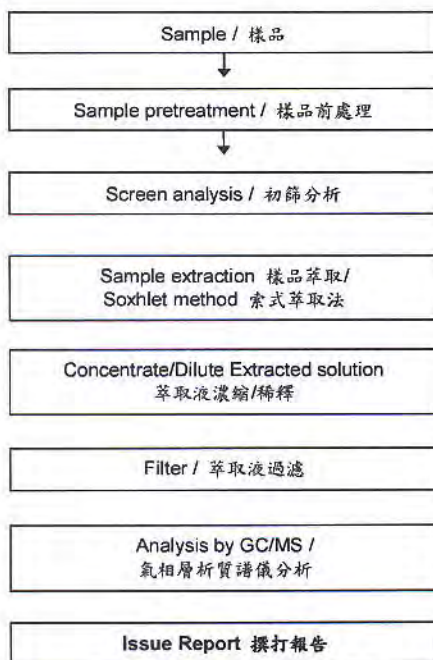 Sample / 樣品
Sample pretreatment / 樣品前處理
Screen analysis / 初篩分析
Sample extraction 樣品萃取/
Soxhlet method 索式萃取法
Concentrate/Dilute Extracted solution
萃取液濃縮/稀釋
Filter / 萃取液過濾
Analysis by GC/MS /
氣相層析質譜儀分析
Issue Report 撰打報告